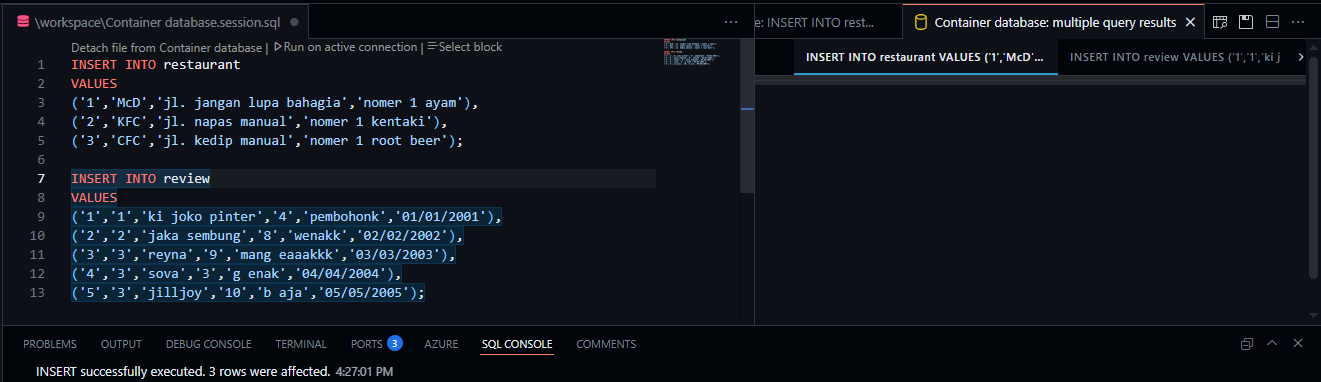 \workspace\Container database.session.sql
e: INSERT INTO rest...
Container database: multiple query results
Detach file from Container database | Run on active connection | Select block
INSERT INTO restaurant VALUES ('1','McD'...
INSERT INTO review VALUES ('1','1','ki j
1 INSERT INTO restaurant
2 VALUES
3 ('1','McD','jl. jangan lupa bahagia','nomer 1 ayam'),
4 ('2','KFC','jl. napas manual','nomer 1 kentaki'),
5 ('3','CFC','jl. kedip manual','nomer 1 root beer');
6
7 INSERT INTO review
8 VALUES
9 ('1','1','ki joko pinter','4','pembohonk','01/01/2001'),
10 ('2','2','jaka sembung','8','wenakk','02/02/2002'),
11 ('3','3','reyna','9','mang eaaakkk','03/03/2003'),
12 ('4','3','sova','3','g enak','04/04/2004'),
13 ('5','3','jilljoy','10','b aja','05/05/2005');
PROBLEMS OUTPUT DEBUG CONSOLE TERMINAL PORTS 3 AZURE SQL CONSOLE COMMENTS
INSERT successfully executed. 3 rows were affected. 4:27:01 PM